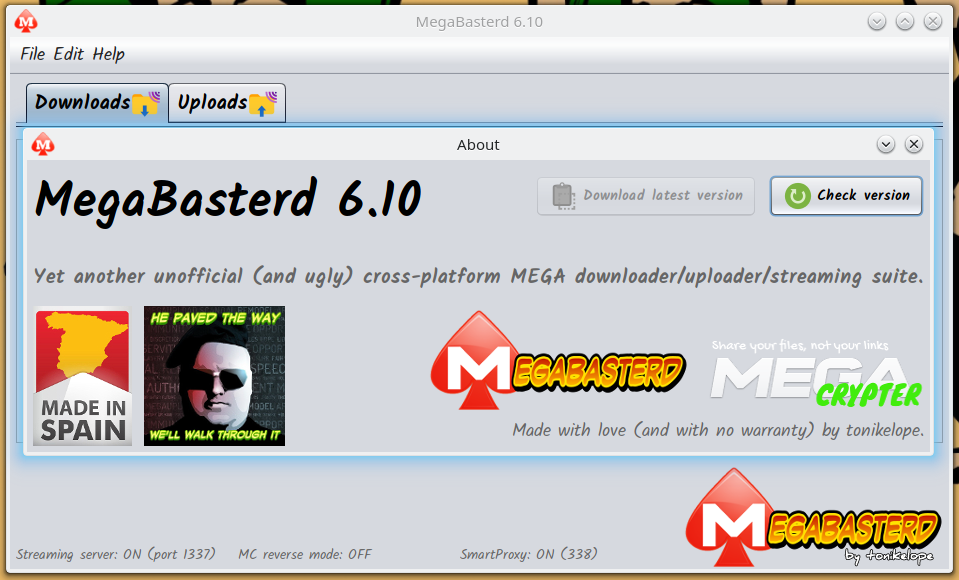 MegaBasterd 6.10
File Edit Help
Downloads Uploads
About
MegaBasterd 6.10
Download latest version
Check version
Yet another unofficial (and ugly) cross-platform MEGA downloader/uploader/streaming suite.
MADE IN
SPAIN
HE PAVED THE WAY
WE'LL WALK THROUGH IT
MEGABASTERD
Share your files, not your links
MEGA
CRYPTER
Made with love (and with no warranty) by tonikelope.
MEGABASTERD
by tonikelope
Streaming server: ON (port 1337) MC reverse mode: OFF SmartProxy: ON (338)